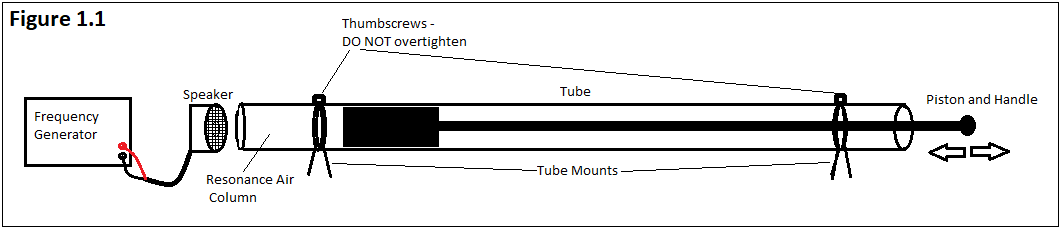 Figure 1.1
Thumbscrews -
DO NOT overtighten
Speaker
Tube
Piston and Handle
Frequency
Generator
Resonance Air
Column
Tube Mounts